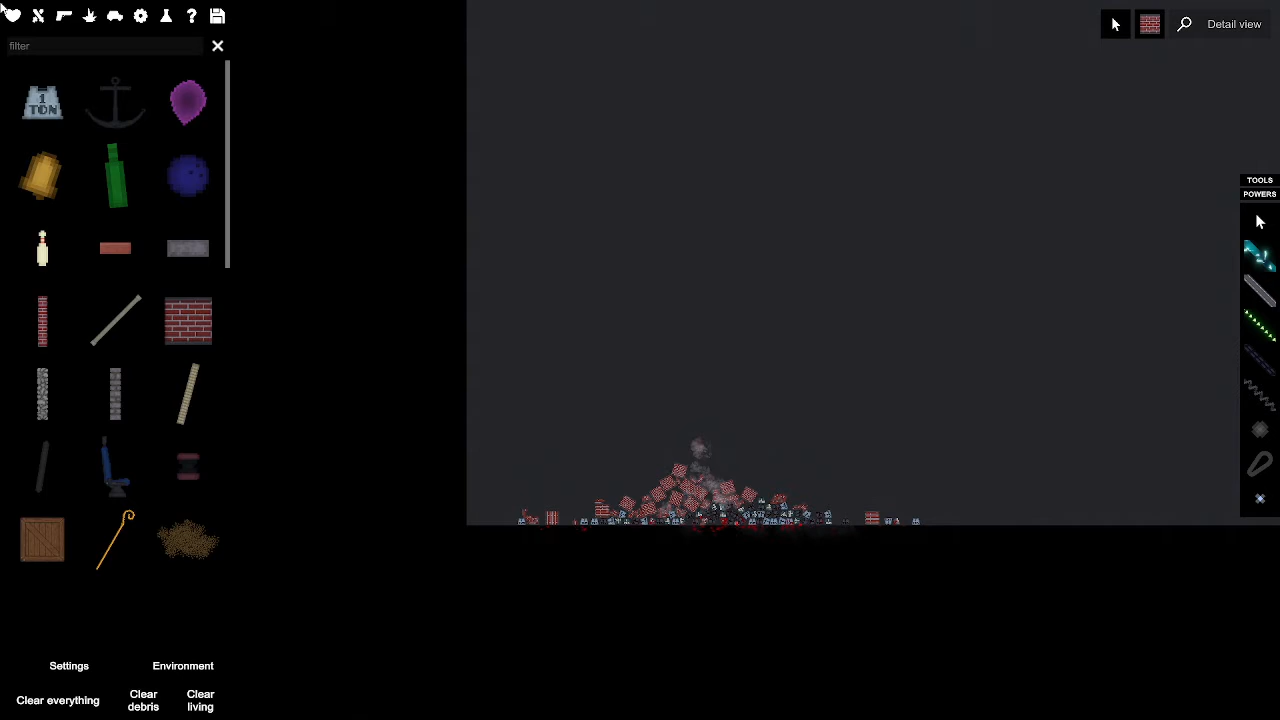 filter
Detail view
1
TON
TOOLS
POWERS
Settings
Environment
Clear everything
Clear
debris
Clear
living